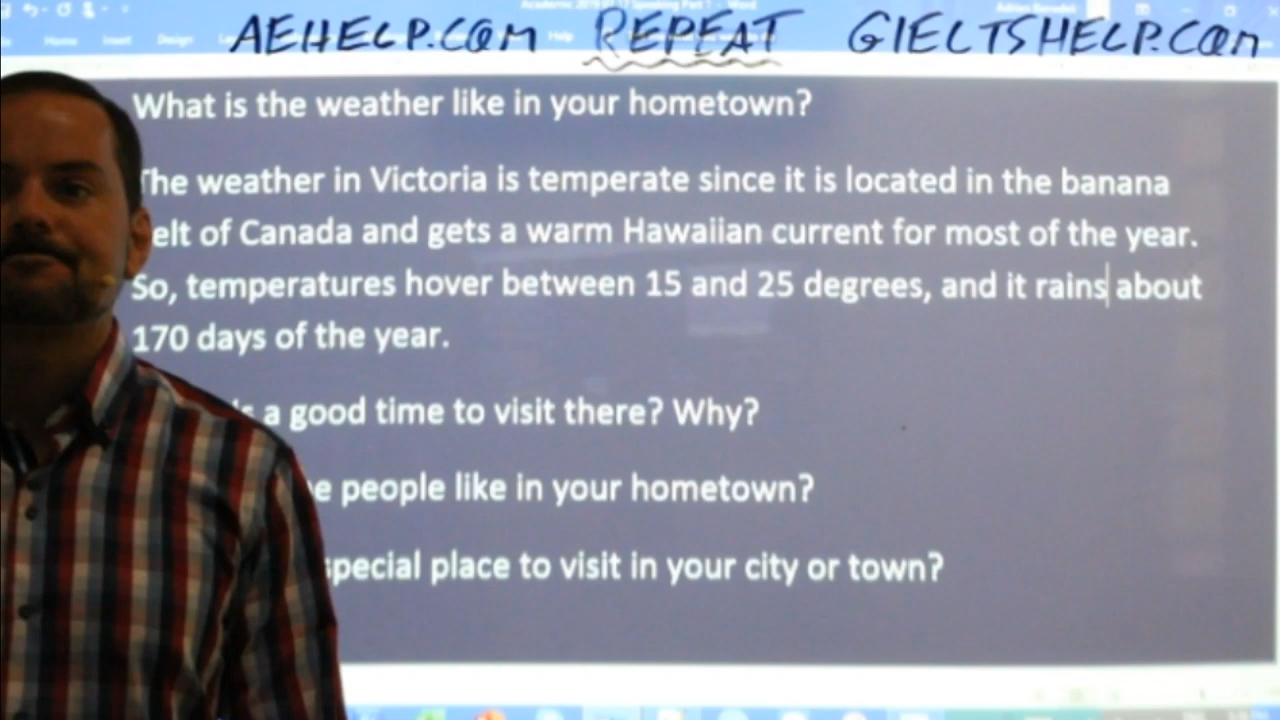 AEHELP.COM REPEAT GIELTSHELP.COM
What is the weather like in your hometown?
The weather in Victoria is temperate since it is located in the banana
elt of Canada and gets a warm Hawaiian current for most of the year.
So, temperatures hover between 15 and 25 degrees, and it rains about
170 days of the year.
a good time to visit there? Why?
people like in your hometown?
special place to visit in your city or town?